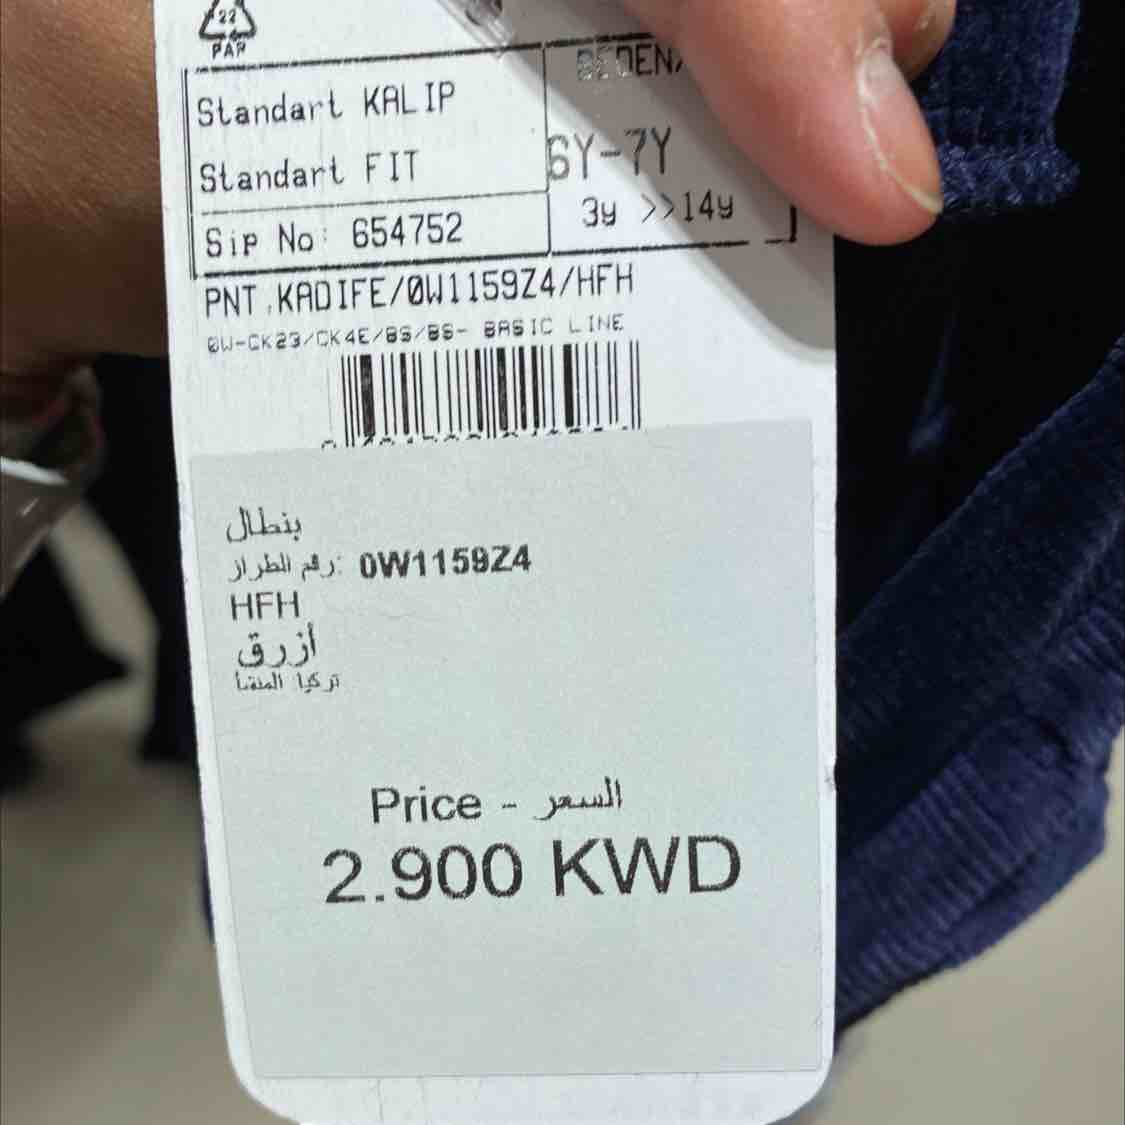 22
PAP
Standart KALIP
BEDEN
Standart FIT
6Y-7Y
3y >>14y
Sip No: 654752
PNT.KADIFE/0W1159Z4/HFH
0W-CK23/CK4E/BS/BS- BASIC LINE
بنطال
رقم الطراز: 0W1159Z4
HFH
أزرق
تركيا المنشأ
Price - السعر
2.900 KWD